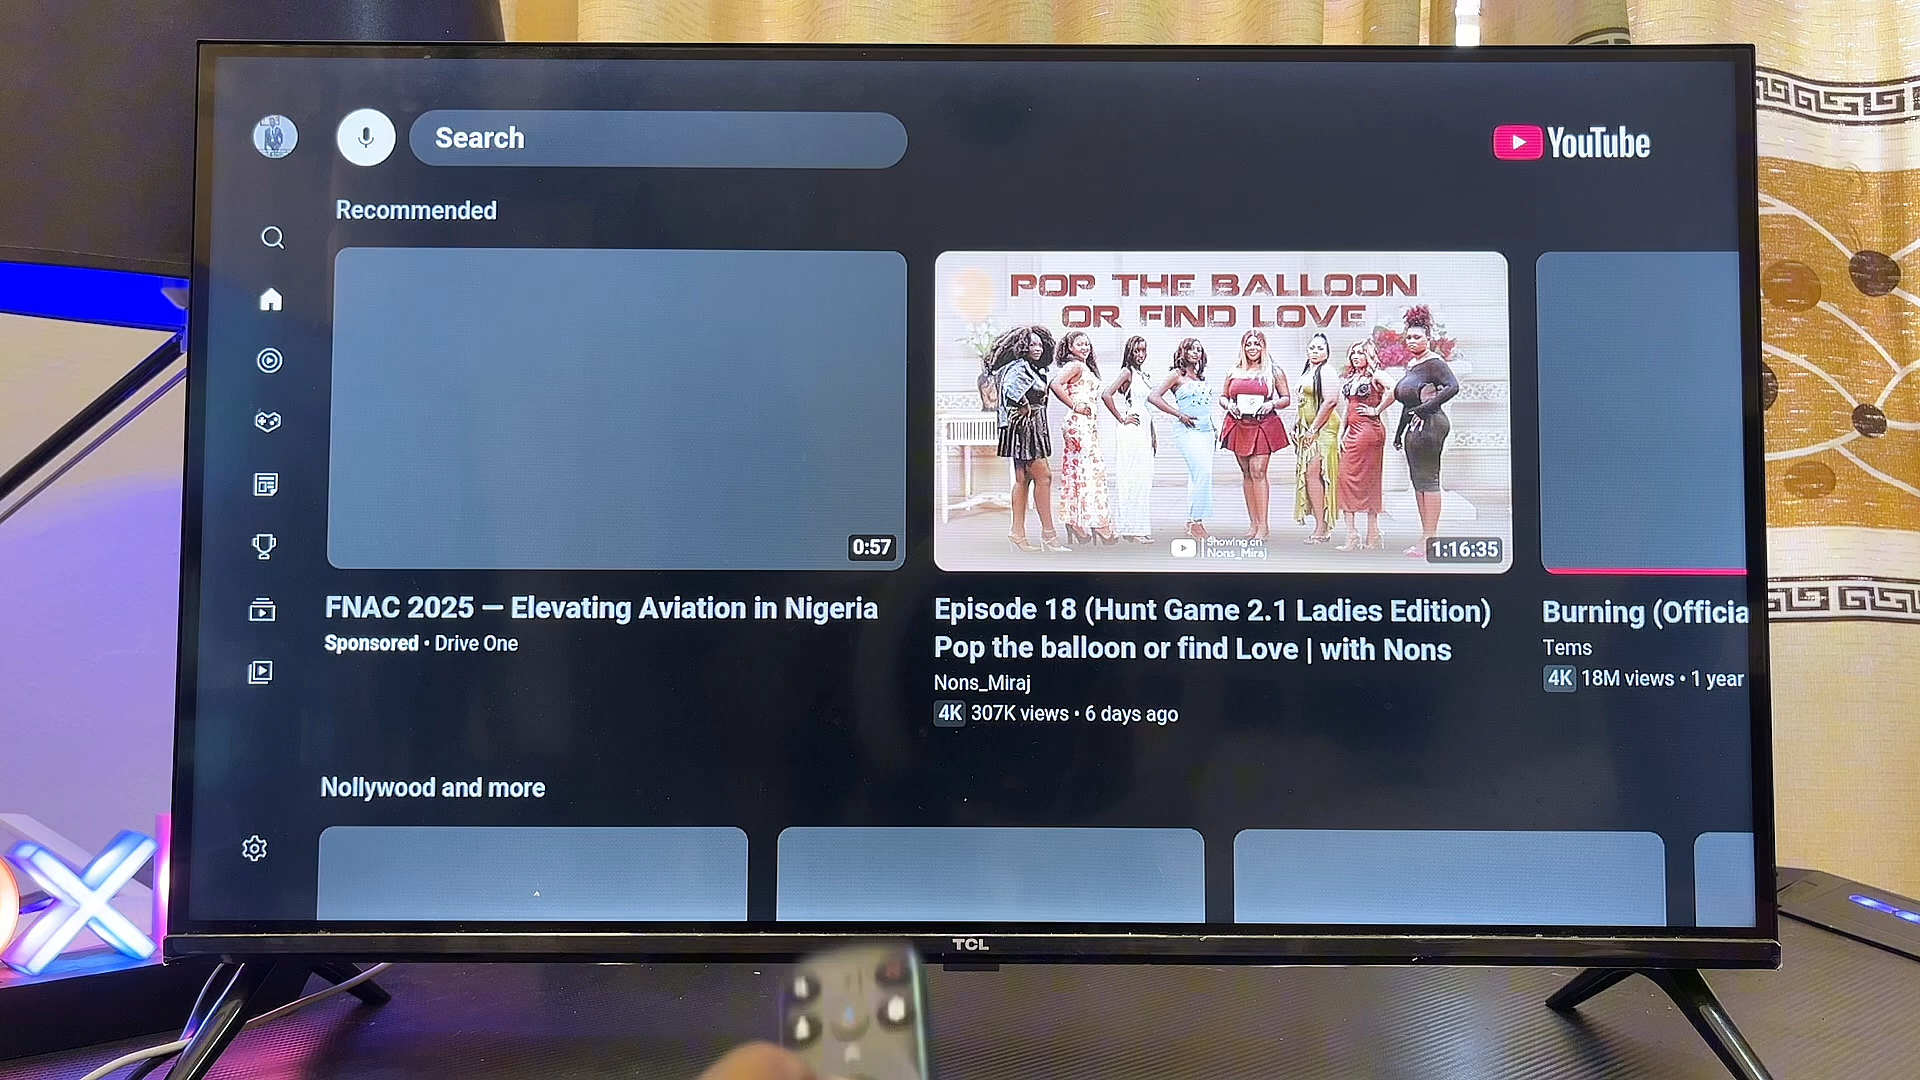 Search
YouTube
Recommended
POP THE BALLOON
OR FIND LOVE
Showing on
Nons_Miraj
0:57
1:16:35
FNAC 2025 — Elevating Aviation in Nigeria
Sponsored • Drive One
Episode 18 (Hunt Game 2.1 Ladies Edition)
Pop the balloon or find Love | with Nons
Nons_Miraj
4K 307K views • 6 days ago
Burning (Officia
Tems
4K 18M views • 1 year
Nollywood and more
TCL